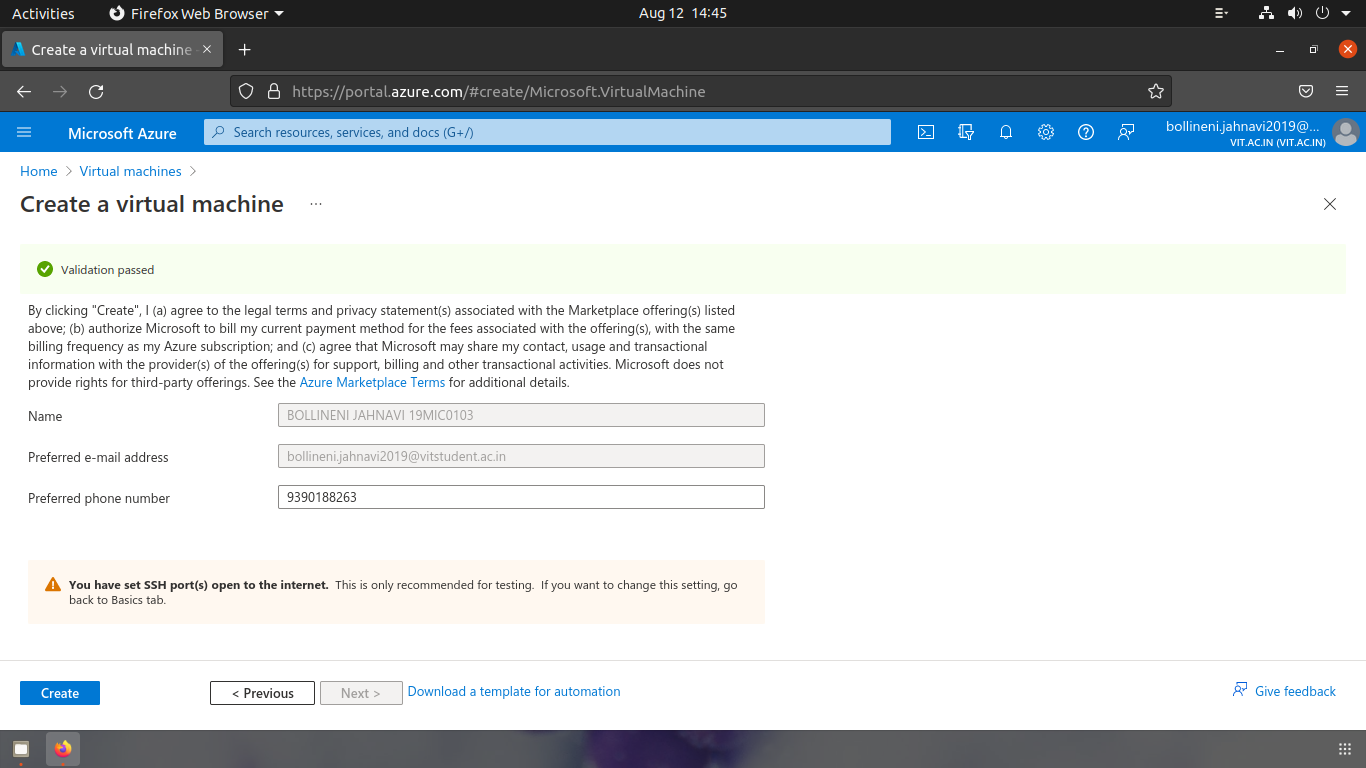 Activities Firefox Web Browser Aug 12 14:45
Create a virtual machine
https://portal.azure.com/#create/Microsoft.VirtualMachine
Microsoft Azure Search resources, services, and docs (G+/) bollineni.jahnavi2019@...
VIT.AC.IN (VIT.AC.IN)
Home > Virtual machines >
Create a virtual machine ...
Validation passed
By clicking "Create", I (a) agree to the legal terms and privacy statement(s) associated with the Marketplace offering(s) listed
above; (b) authorize Microsoft to bill my current payment method for the fees associated with the offering(s), with the same
billing frequency as my Azure subscription; and (c) agree that Microsoft may share my contact, usage and transactional
information with the provider(s) of the offering(s) for support, billing and other transactional activities. Microsoft does not
provide rights for third-party offerings. See the Azure Marketplace Terms for additional details.
Name BOLLINENI JAHNAVI 19MIC0103
Preferred e-mail address bollineni.jahnavi2019@vitstudent.ac.in
Preferred phone number 9390188263
You have set SSH port(s) open to the internet. This is only recommended for testing. If you want to change this setting, go
back to Basics tab.
Create < Previous Next > Download a template for automation Give feedback